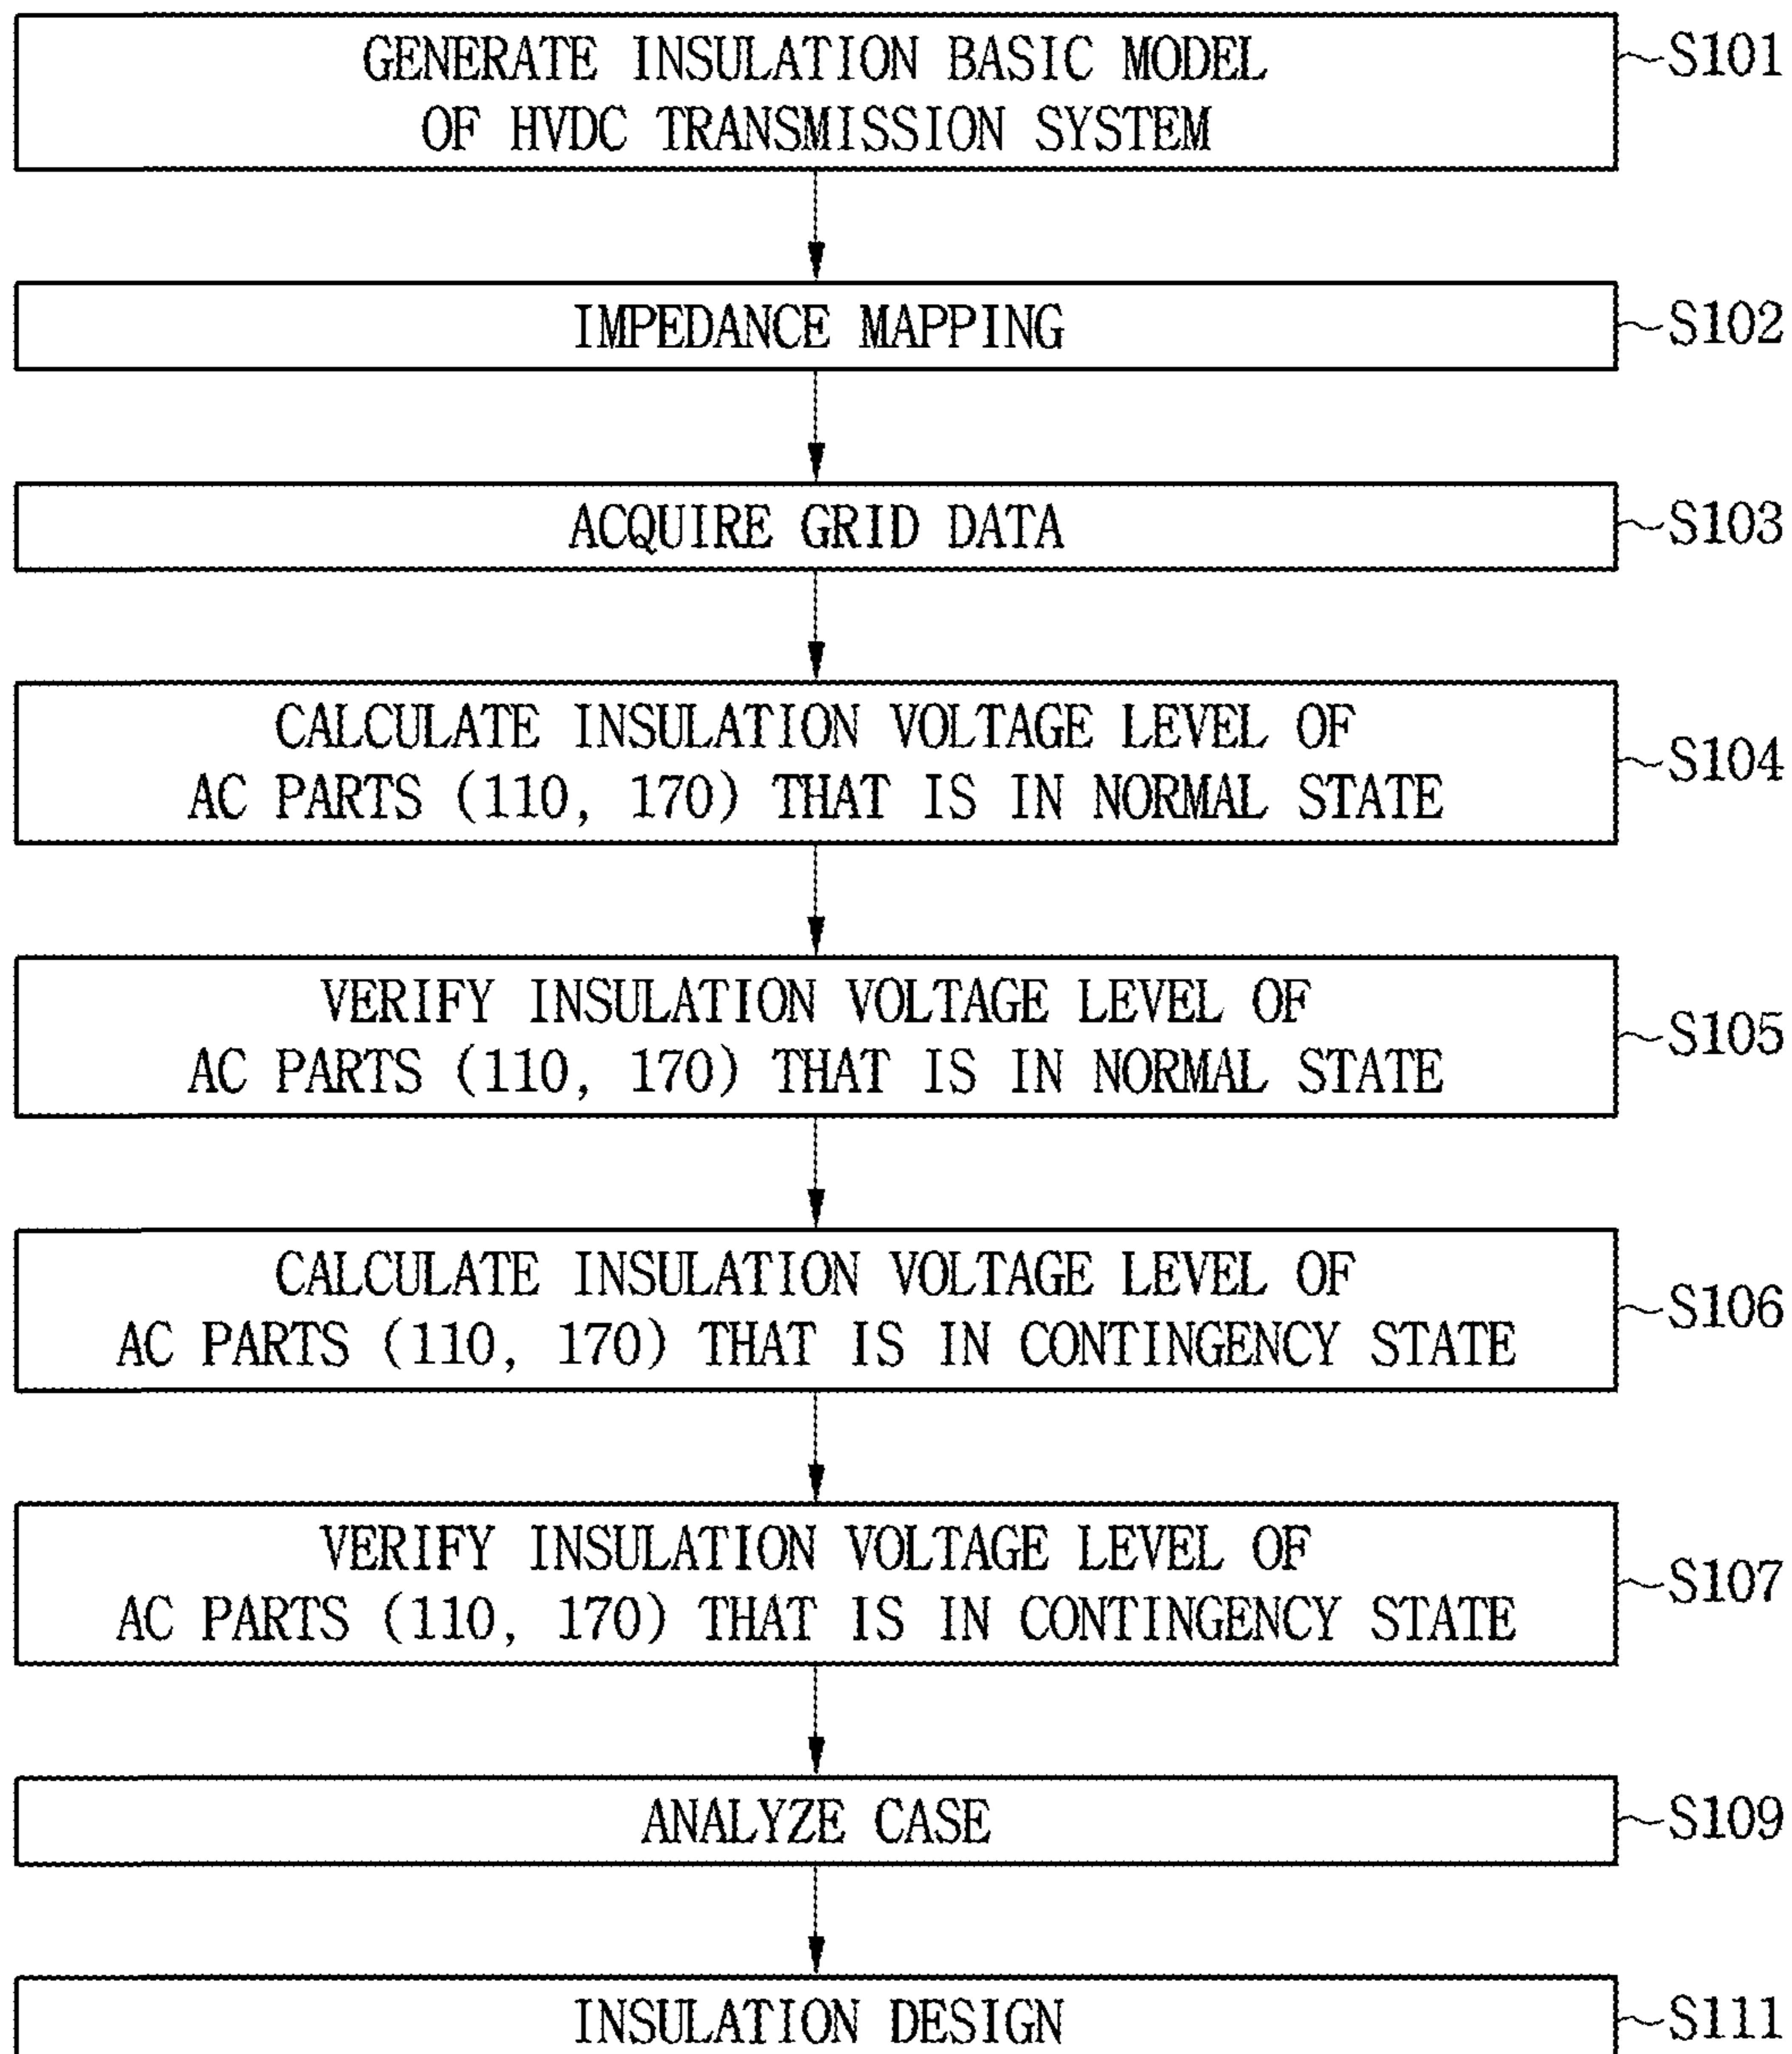 GENERATE INSULATION BASIC MODEL
OF HVDC TRANSMISSION SYSTEM
S101
IMPEDANCE MAPPING
S102
ACQUIRE GRID DATA
S103
CALCULATE INSULATION VOLTAGE LEVEL OF
AC PARTS (110, 170) THAT IS IN NORMAL STATE
S104
VERIFY INSULATION VOLTAGE LEVEL OF
AC PARTS (110, 170) THAT IS IN NORMAL STATE
S105
CALCULATE INSULATION VOLTAGE LEVEL OF
AC PARTS (110, 170) THAT IS IN CONTINGENCY STATE
S106
VERIFY INSULATION VOLTAGE LEVEL OF
AC PARTS (110, 170) THAT IS IN CONTINGENCY STATE
S107
ANALYZE CASE
S109
INSULATION DESIGN
S111